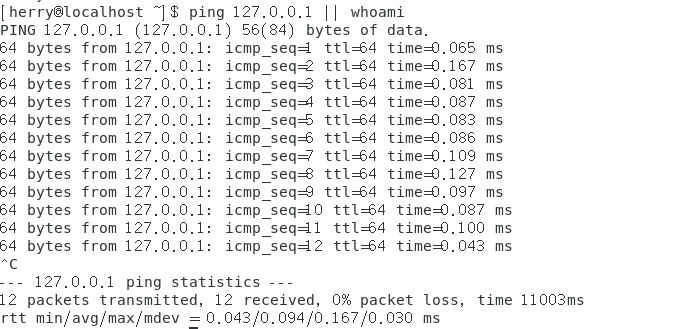 [herry@localhost ~]$ ping 127.0.0.1 || whoami
PING 127.0.0.1 (127.0.0.1) 56(84) bytes of data.
64 bytes from 127.0.0.1: icmp_seq=1 ttl=64 time=0.065 ms
64 bytes from 127.0.0.1: icmp_seq=2 ttl=64 time=0.167 ms
64 bytes from 127.0.0.1: icmp_seq=3 ttl=64 time=0.081 ms
64 bytes from 127.0.0.1: icmp_seq=4 ttl=64 time=0.087 ms
64 bytes from 127.0.0.1: icmp_seq=5 ttl=64 time=0.083 ms
64 bytes from 127.0.0.1: icmp_seq=6 ttl=64 time=0.086 ms
64 bytes from 127.0.0.1: icmp_seq=7 ttl=64 time=0.109 ms
64 bytes from 127.0.0.1: icmp_seq=8 ttl=64 time=0.127 ms
64 bytes from 127.0.0.1: icmp_seq=9 ttl=64 time=0.097 ms
64 bytes from 127.0.0.1: icmp_seq=10 ttl=64 time=0.087 ms
64 bytes from 127.0.0.1: icmp_seq=11 ttl=64 time=0.100 ms
64 bytes from 127.0.0.1: icmp_seq=12 ttl=64 time=0.043 ms
^C
--- 127.0.0.1 ping statistics ---
12 packets transmitted, 12 received, 0% packet loss, time 11003ms
rtt min/avg/max/mdev = 0.043/0.094/0.167/0.030 ms